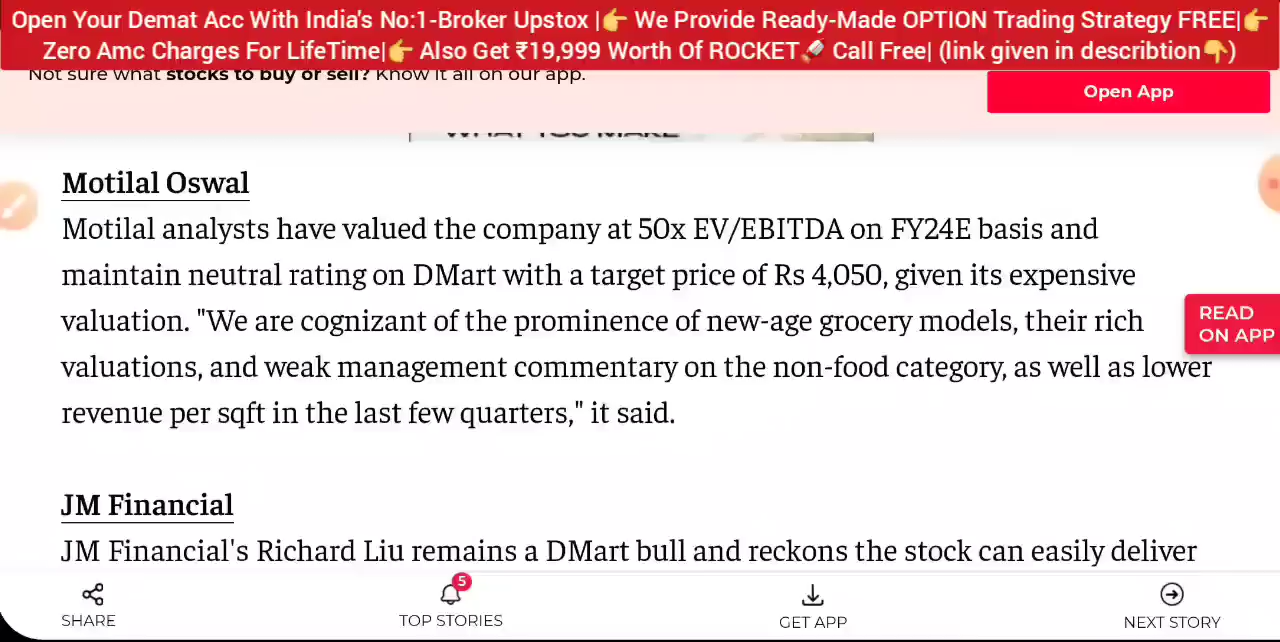 Open Your Demat Acc With India's No:1-Broker Upstox |👉 We Provide Ready-Made OPTION Trading Strategy FREE|👉
Zero Amc Charges For LifeTime|👉 Also Get ₹19,999 Worth Of ROCKET🚀 Call Free| (link given in describtion👇)
Not sure what stocks to buy or sell? Know it all on our app.
Open App
WHAT YOU MAKE
Motilal Oswal
Motilal analysts have valued the company at 50x EV/EBITDA on FY24E basis and
maintain neutral rating on DMart with a target price of Rs 4,050, given its expensive
valuation. "We are cognizant of the prominence of new-age grocery models, their rich
READ
ON APP
valuations, and weak management commentary on the non-food category, as well as lower
revenue per sqft in the last few quarters," it said.
JM Financial
JM Financial's Richard Liu remains a DMart bull and reckons the stock can easily deliver
5
SHARE
TOP STORIES
GET APP
NEXT STORY